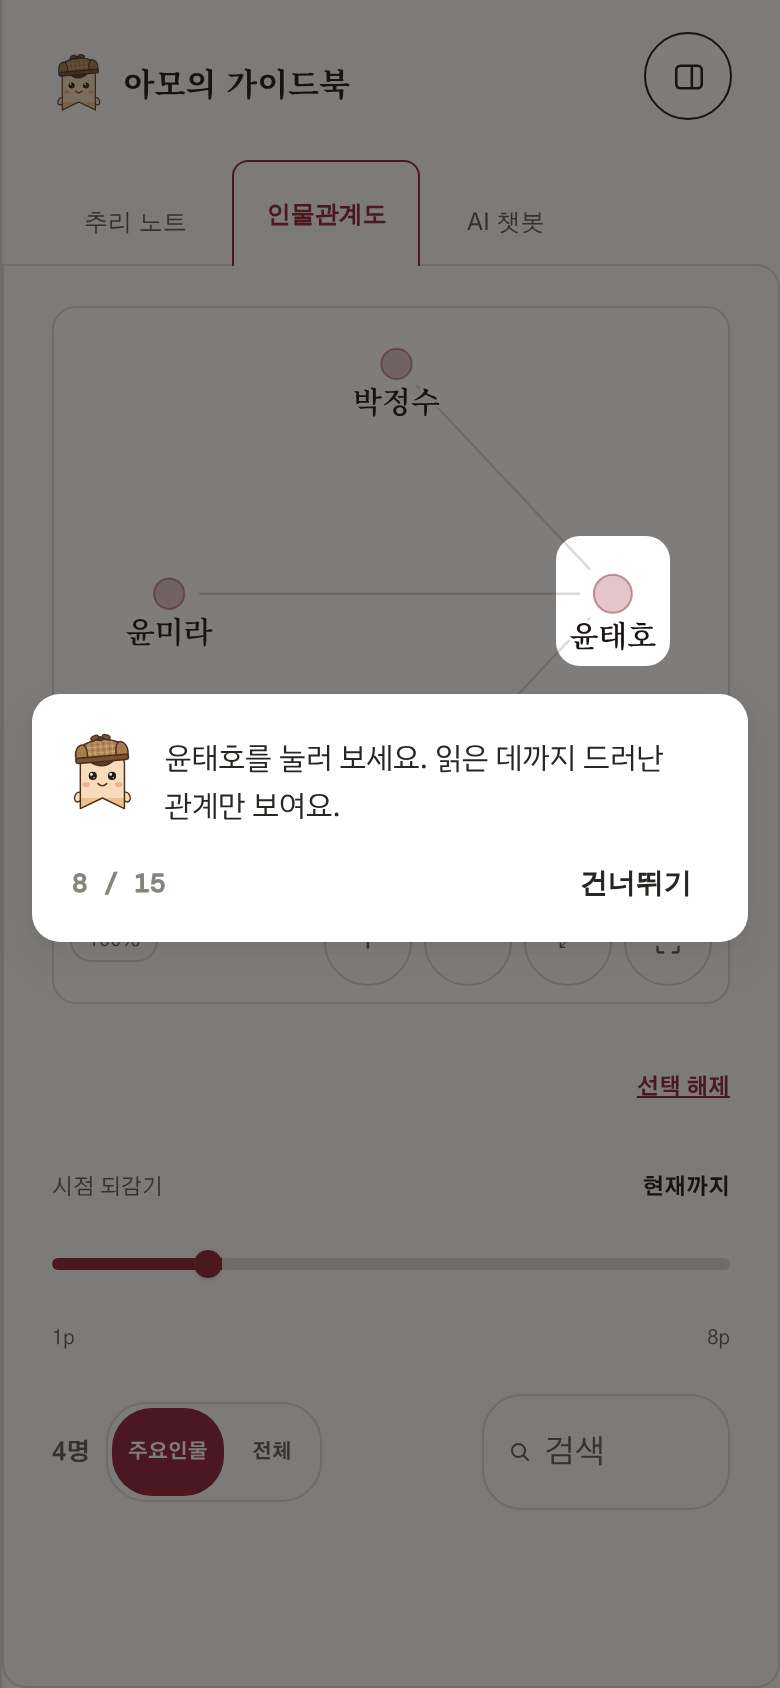 아모의 가이드북
추리 노트
인물관계도
AI 챗봇
박정수
윤미라
윤태호
윤태호를 눌러 보세요. 읽은 데까지 드러난
관계만 보여요.
8 / 15
건너뛰기
선택 해제
시점 되감기
현재까지
1p
8p
4명
주요인물
전체
검색